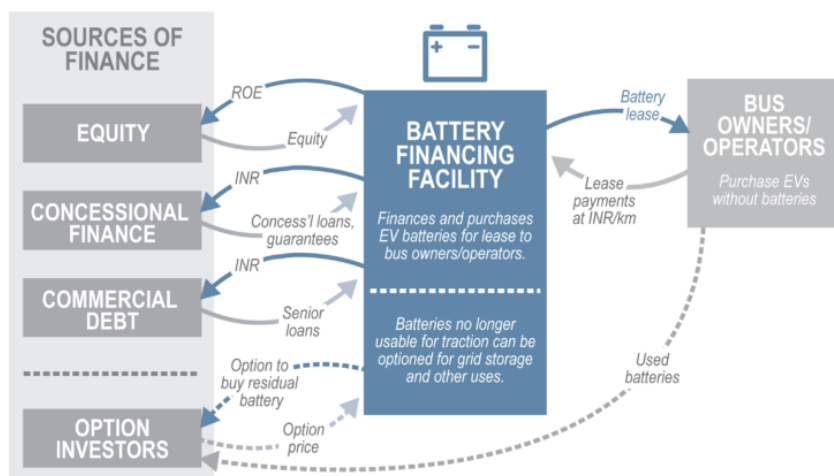 SOURCES OF
FINANCE
EQUITY
CONCESSIONAL
FINANCE
COMMERCIAL
DEBT
OPTION
INVESTORS
ROE
Equity
INR
Concess'l loans,
guarantees
INR
Senior
loans
Option to
buy residual
battery
Option
price
+ −
BATTERY
FINANCING
FACILITY
Finances and purchases
EV batteries for lease to
bus owners/operators.
Batteries no longer
usable for traction can be
optioned for grid storage
and other uses.
Battery
lease
Lease
payments
at INR/km
BUS
OWNERS/
OPERATORS
Purchase EVs
without batteries
Used
batteries